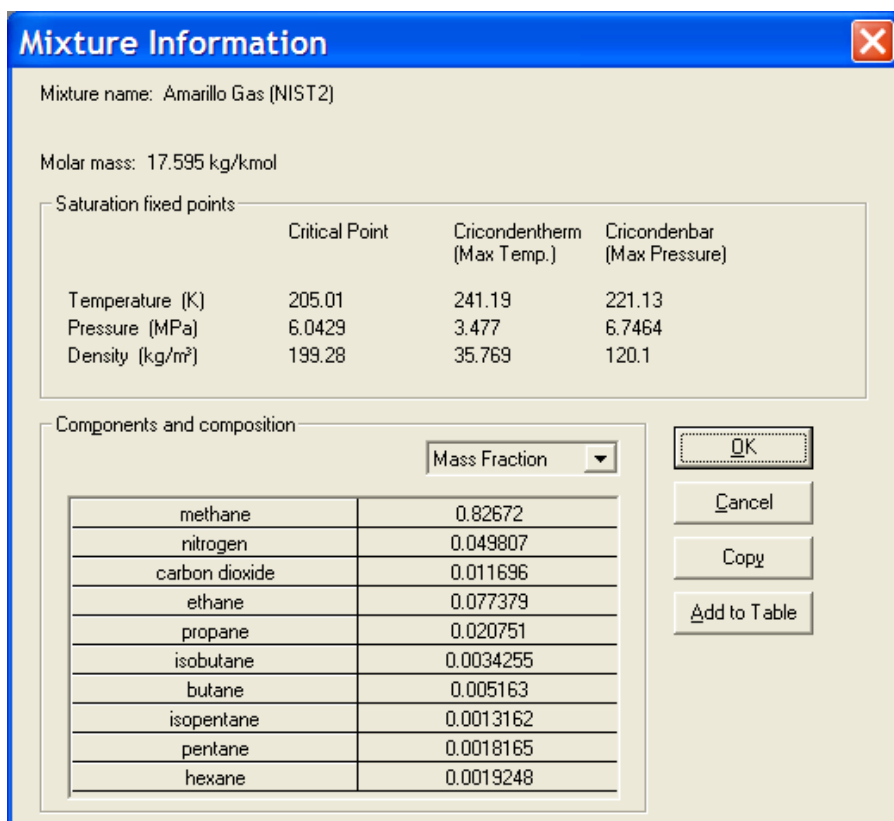 Mixture Information
Mixture name: Amarillo Gas (NIST2)
Molar mass: 17.595 kg/kmol
Saturation fixed points
Critical Point Cricondentherm (Max Temp.) Cricondenbar (Max Pressure)
Temperature (K) 205.01 241.19 221.13
Pressure (MPa) 6.0429 3.477 6.7464
Density (kg/m³) 199.28 35.769 120.1
Components and composition
Mass Fraction
methane 0.82672
nitrogen 0.049807
carbon dioxide 0.011696
ethane 0.077379
propane 0.020751
isobutane 0.0034255
butane 0.005163
isopentane 0.0013162
pentane 0.0018165
hexane 0.0019248
OK
Cancel
Copy
Add to Table